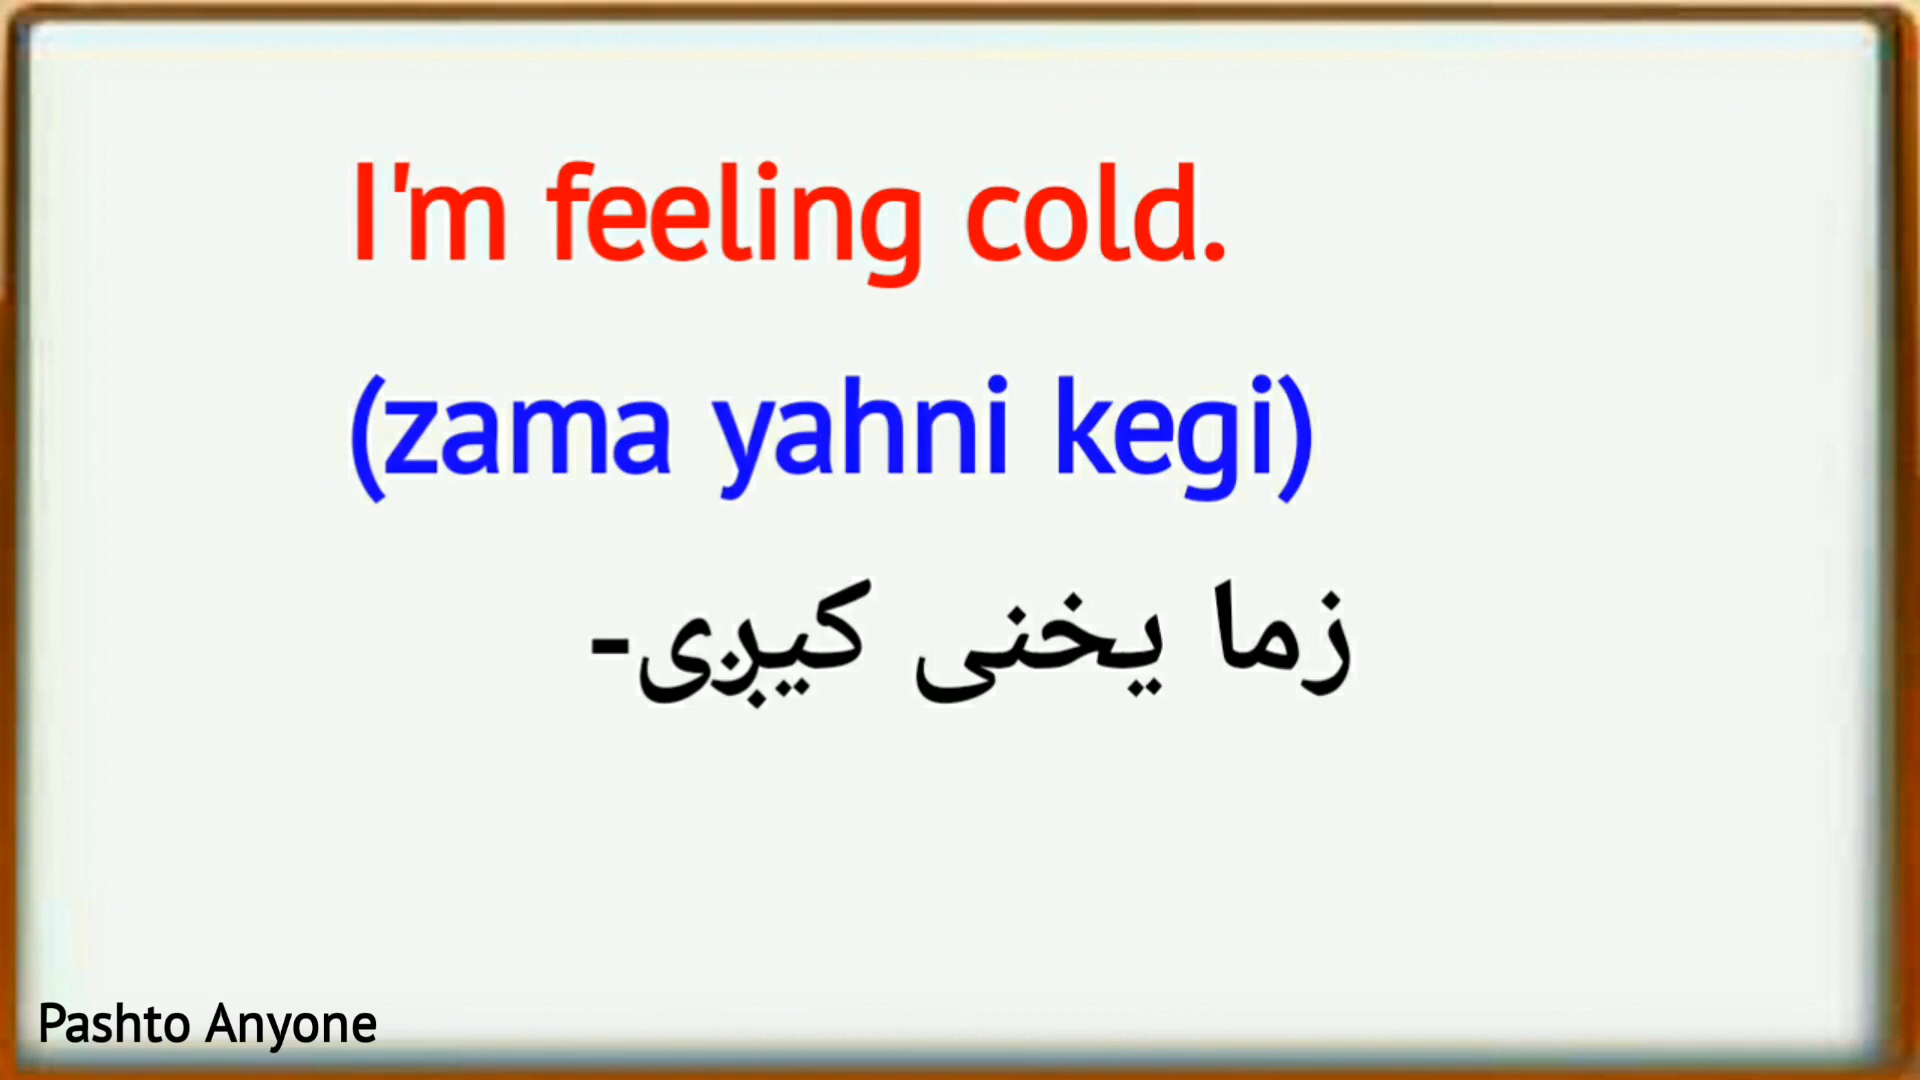 I'm feeling cold.
(zama yahni kegi)
زما یخنی کیږی-
Pashto Anyone